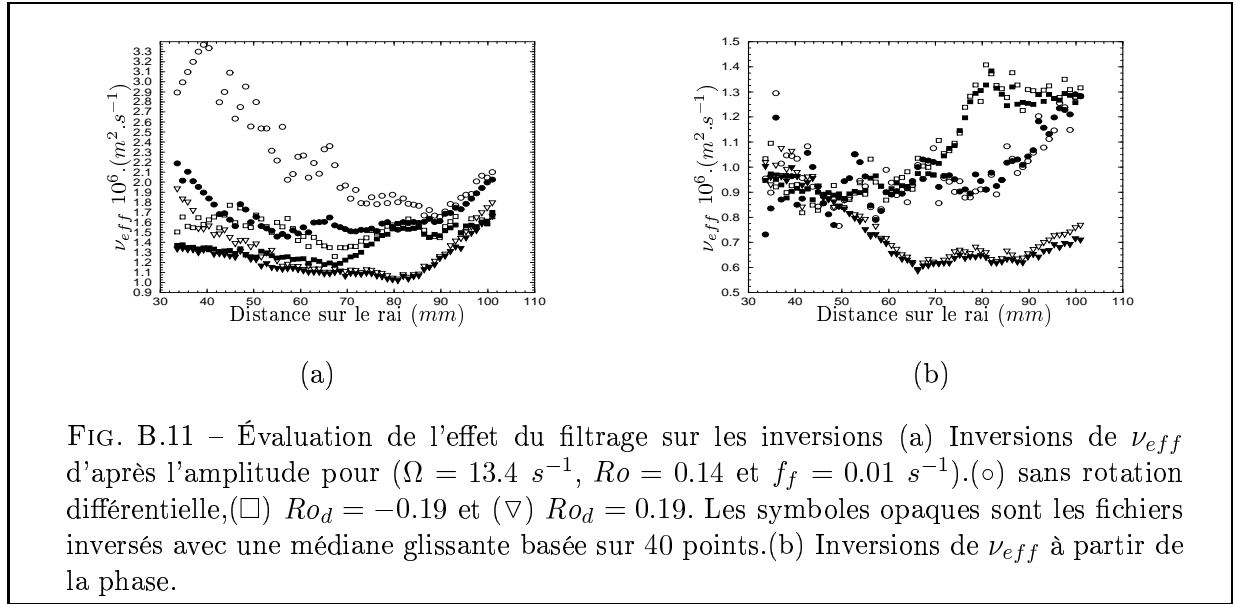 3.3
3.2
3.1
3.0
2.9
2.8
2.7
2.6
2.5
2.4
2.3
2.2
2.1
2.0
1.9
1.8
1.7
1.6
1.5
1.4
1.3
1.2
1.1
1.0
0.9
ν_{eff} 10^6.(m^2.s^{-1})
30 40 50 60 70 80 90 100 110
Distance sur le rai (mm)
(a)
1.5
1.4
1.3
1.2
1.1
1.0
0.9
0.8
0.7
0.6
0.5
ν_{eff} 10^6.(m^2.s^{-1})
30 40 50 60 70 80 90 100 110
Distance sur le rai (mm)
(b)
FIG. B.11 – Évaluation de l'effet du filtrage sur les inversions (a) Inversions de ν_{eff}
d'après l'amplitude pour (Ω = 13.4 s^{-1}, Ro = 0.14 et f_f = 0.01 s^{-1}).(○) sans rotation
différentielle,(□) Ro_d = −0.19 et (▽) Ro_d = 0.19. Les symboles opaques sont les fichiers
inversés avec une médiane glissante basée sur 40 points.(b) Inversions de ν_{eff} à partir de
la phase.